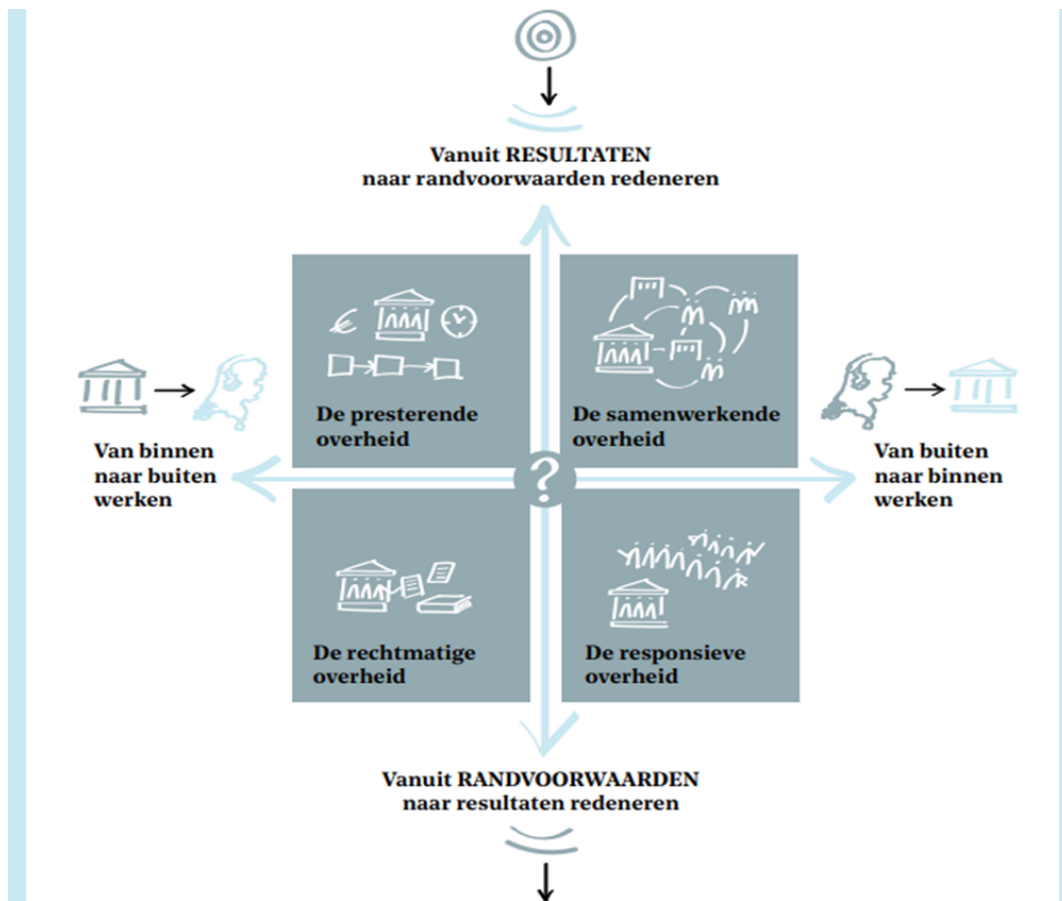 Vanuit RESULTATEN
naar randvoorwaarden redeneren
€
De presterende
overheid
De samenwerkende
overheid
Van binnen
naar buiten
werken
Van buiten
naar binnen
werken
?
De rechtmatige
overheid
De responsieve
overheid
Vanuit RANDVOORWAARDEN
naar resultaten redeneren